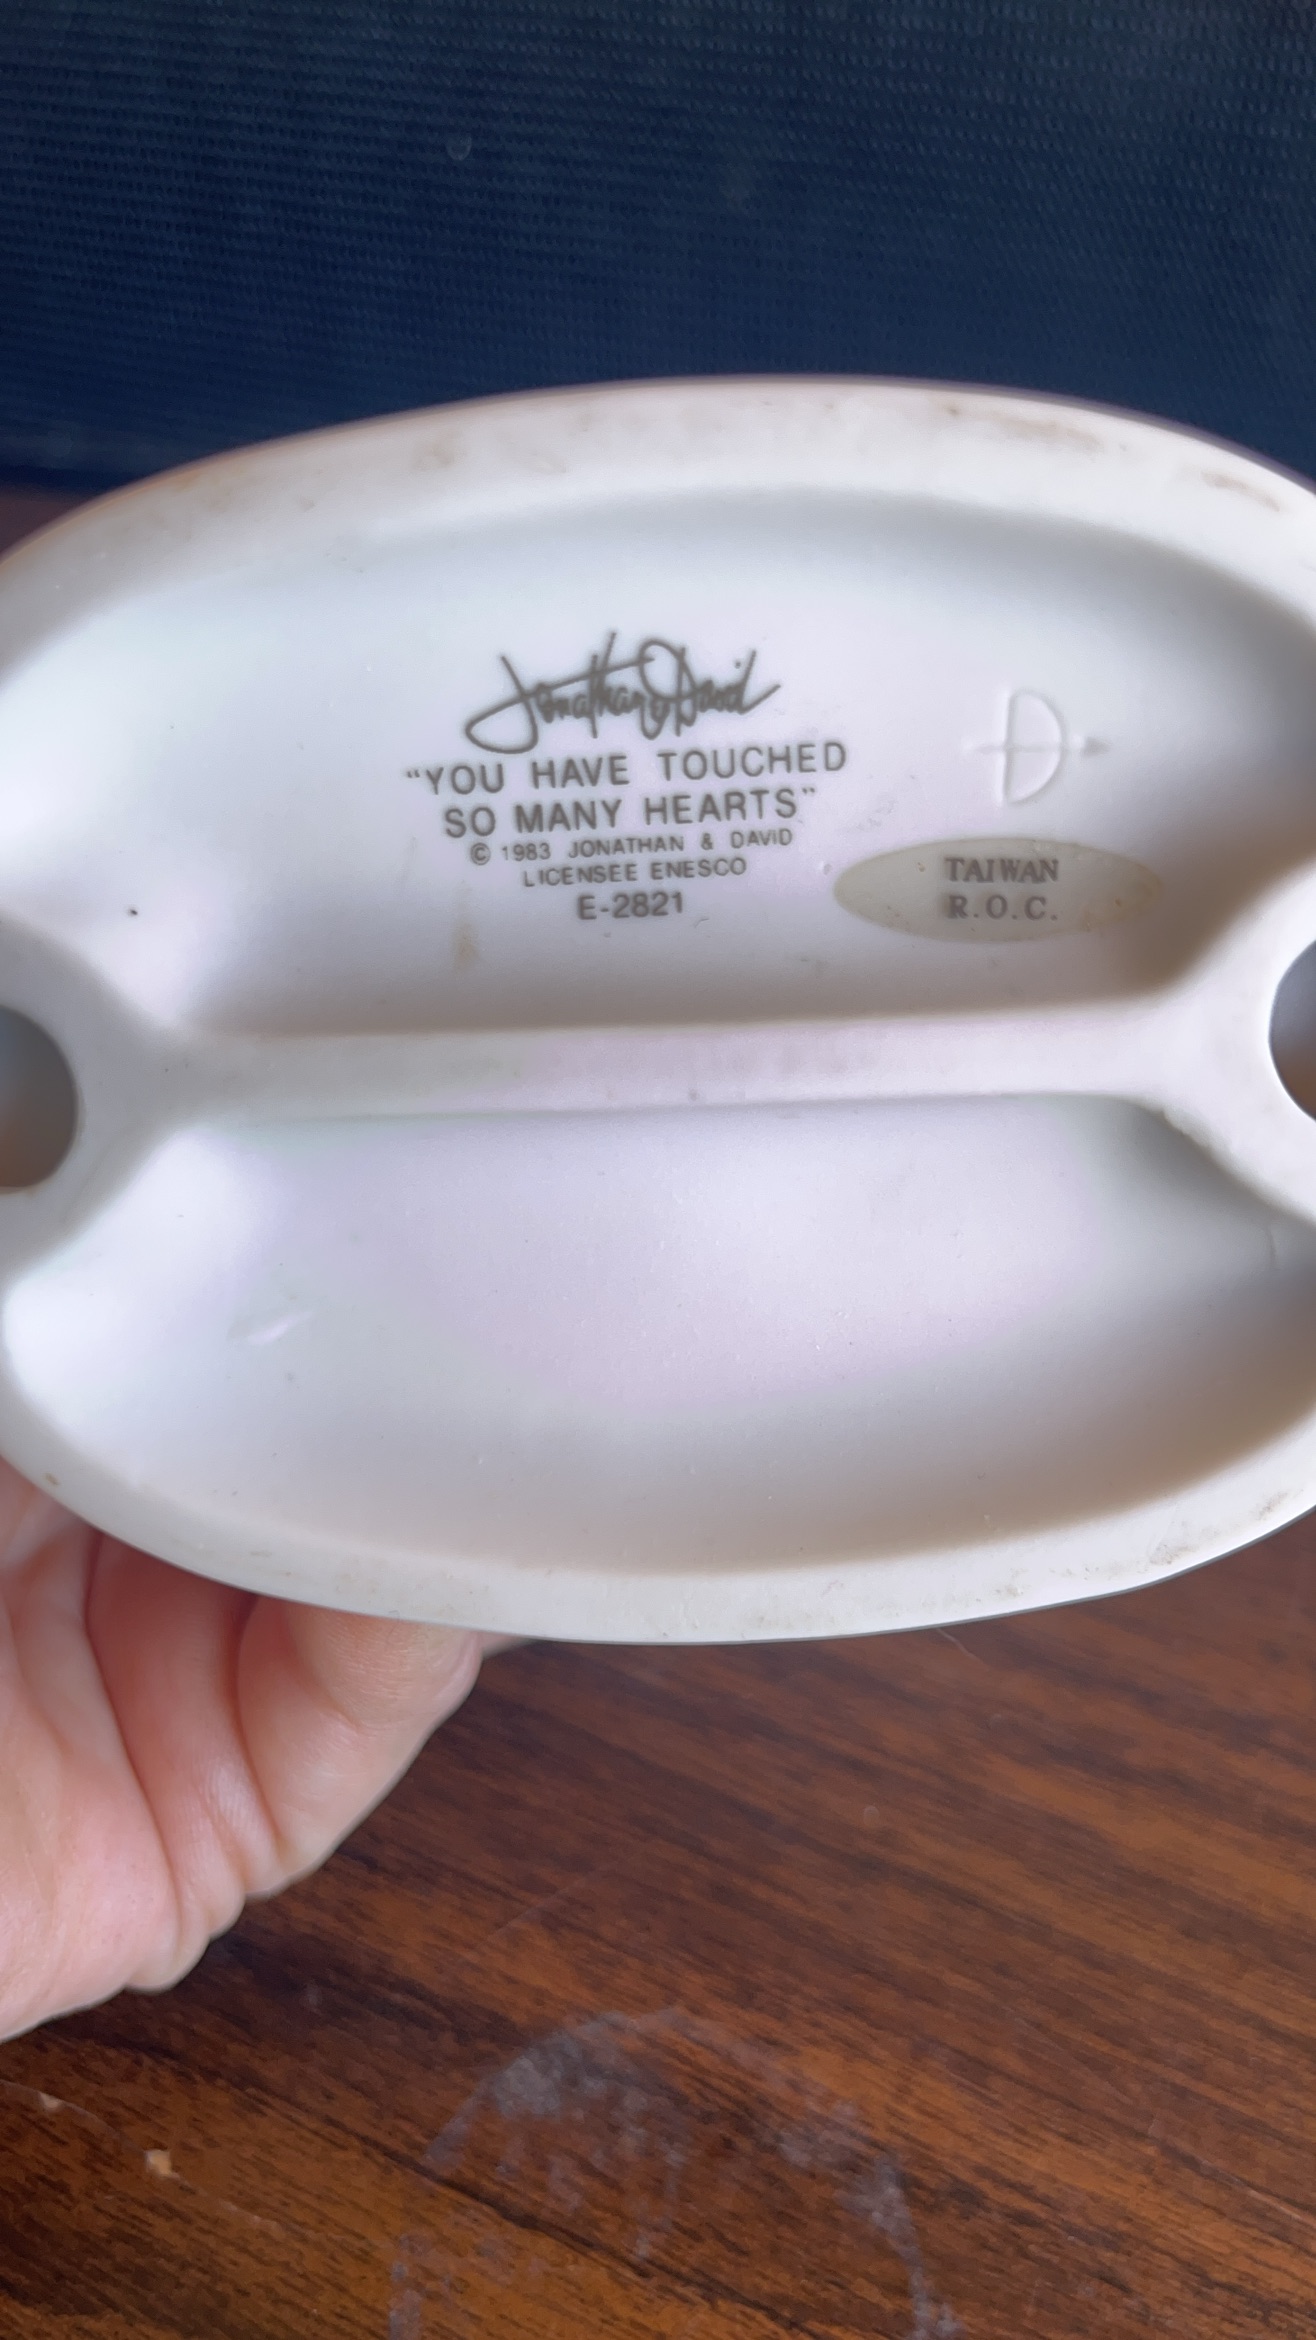 Jonathan & David
“YOU HAVE TOUCHED
SO MANY HEARTS”
© 1983 JONATHAN & DAVID
LICENSEE ENESCO
E-2821
TAIWAN
R.O.C.